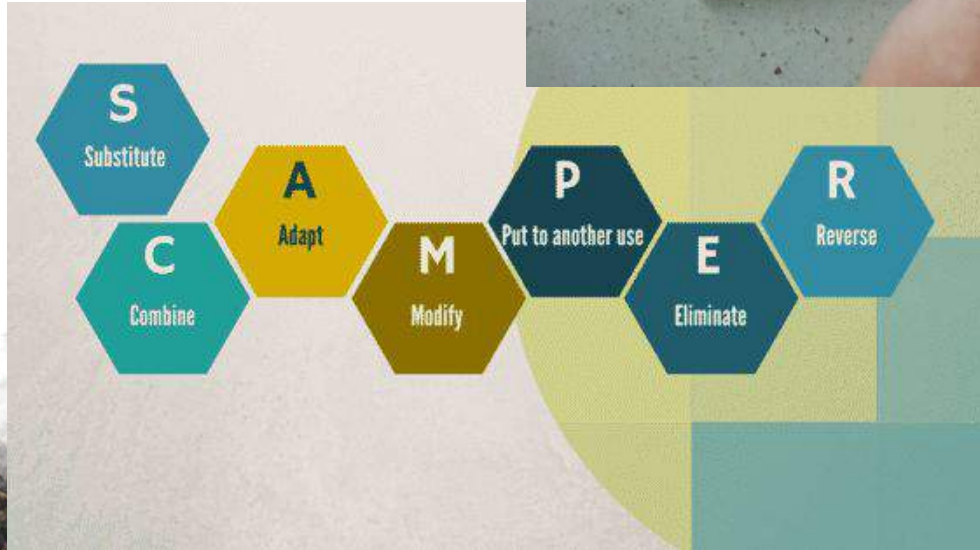 S
Substitute
C
Combine
A
Adapt
M
Modify
P
Put to another use
E
Eliminate
R
Reverse